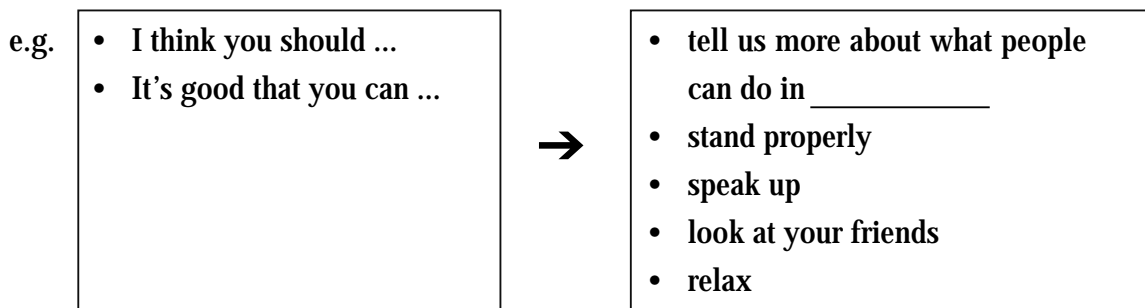 e.g.
• I think you should ...
• It’s good that you can ...
➔
• tell us more about what people
can do in ___________
• stand properly
• speak up
• look at your friends
• relax